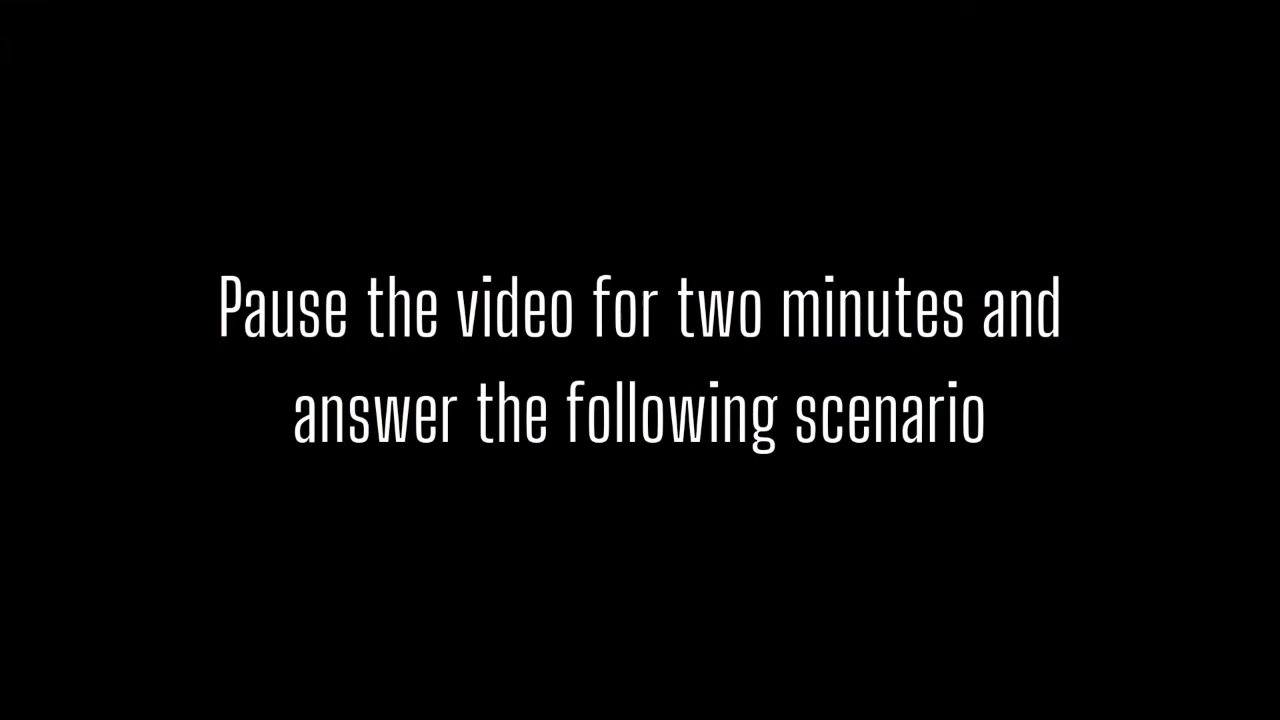 Pause the video for two minutes and
answer the following scenario